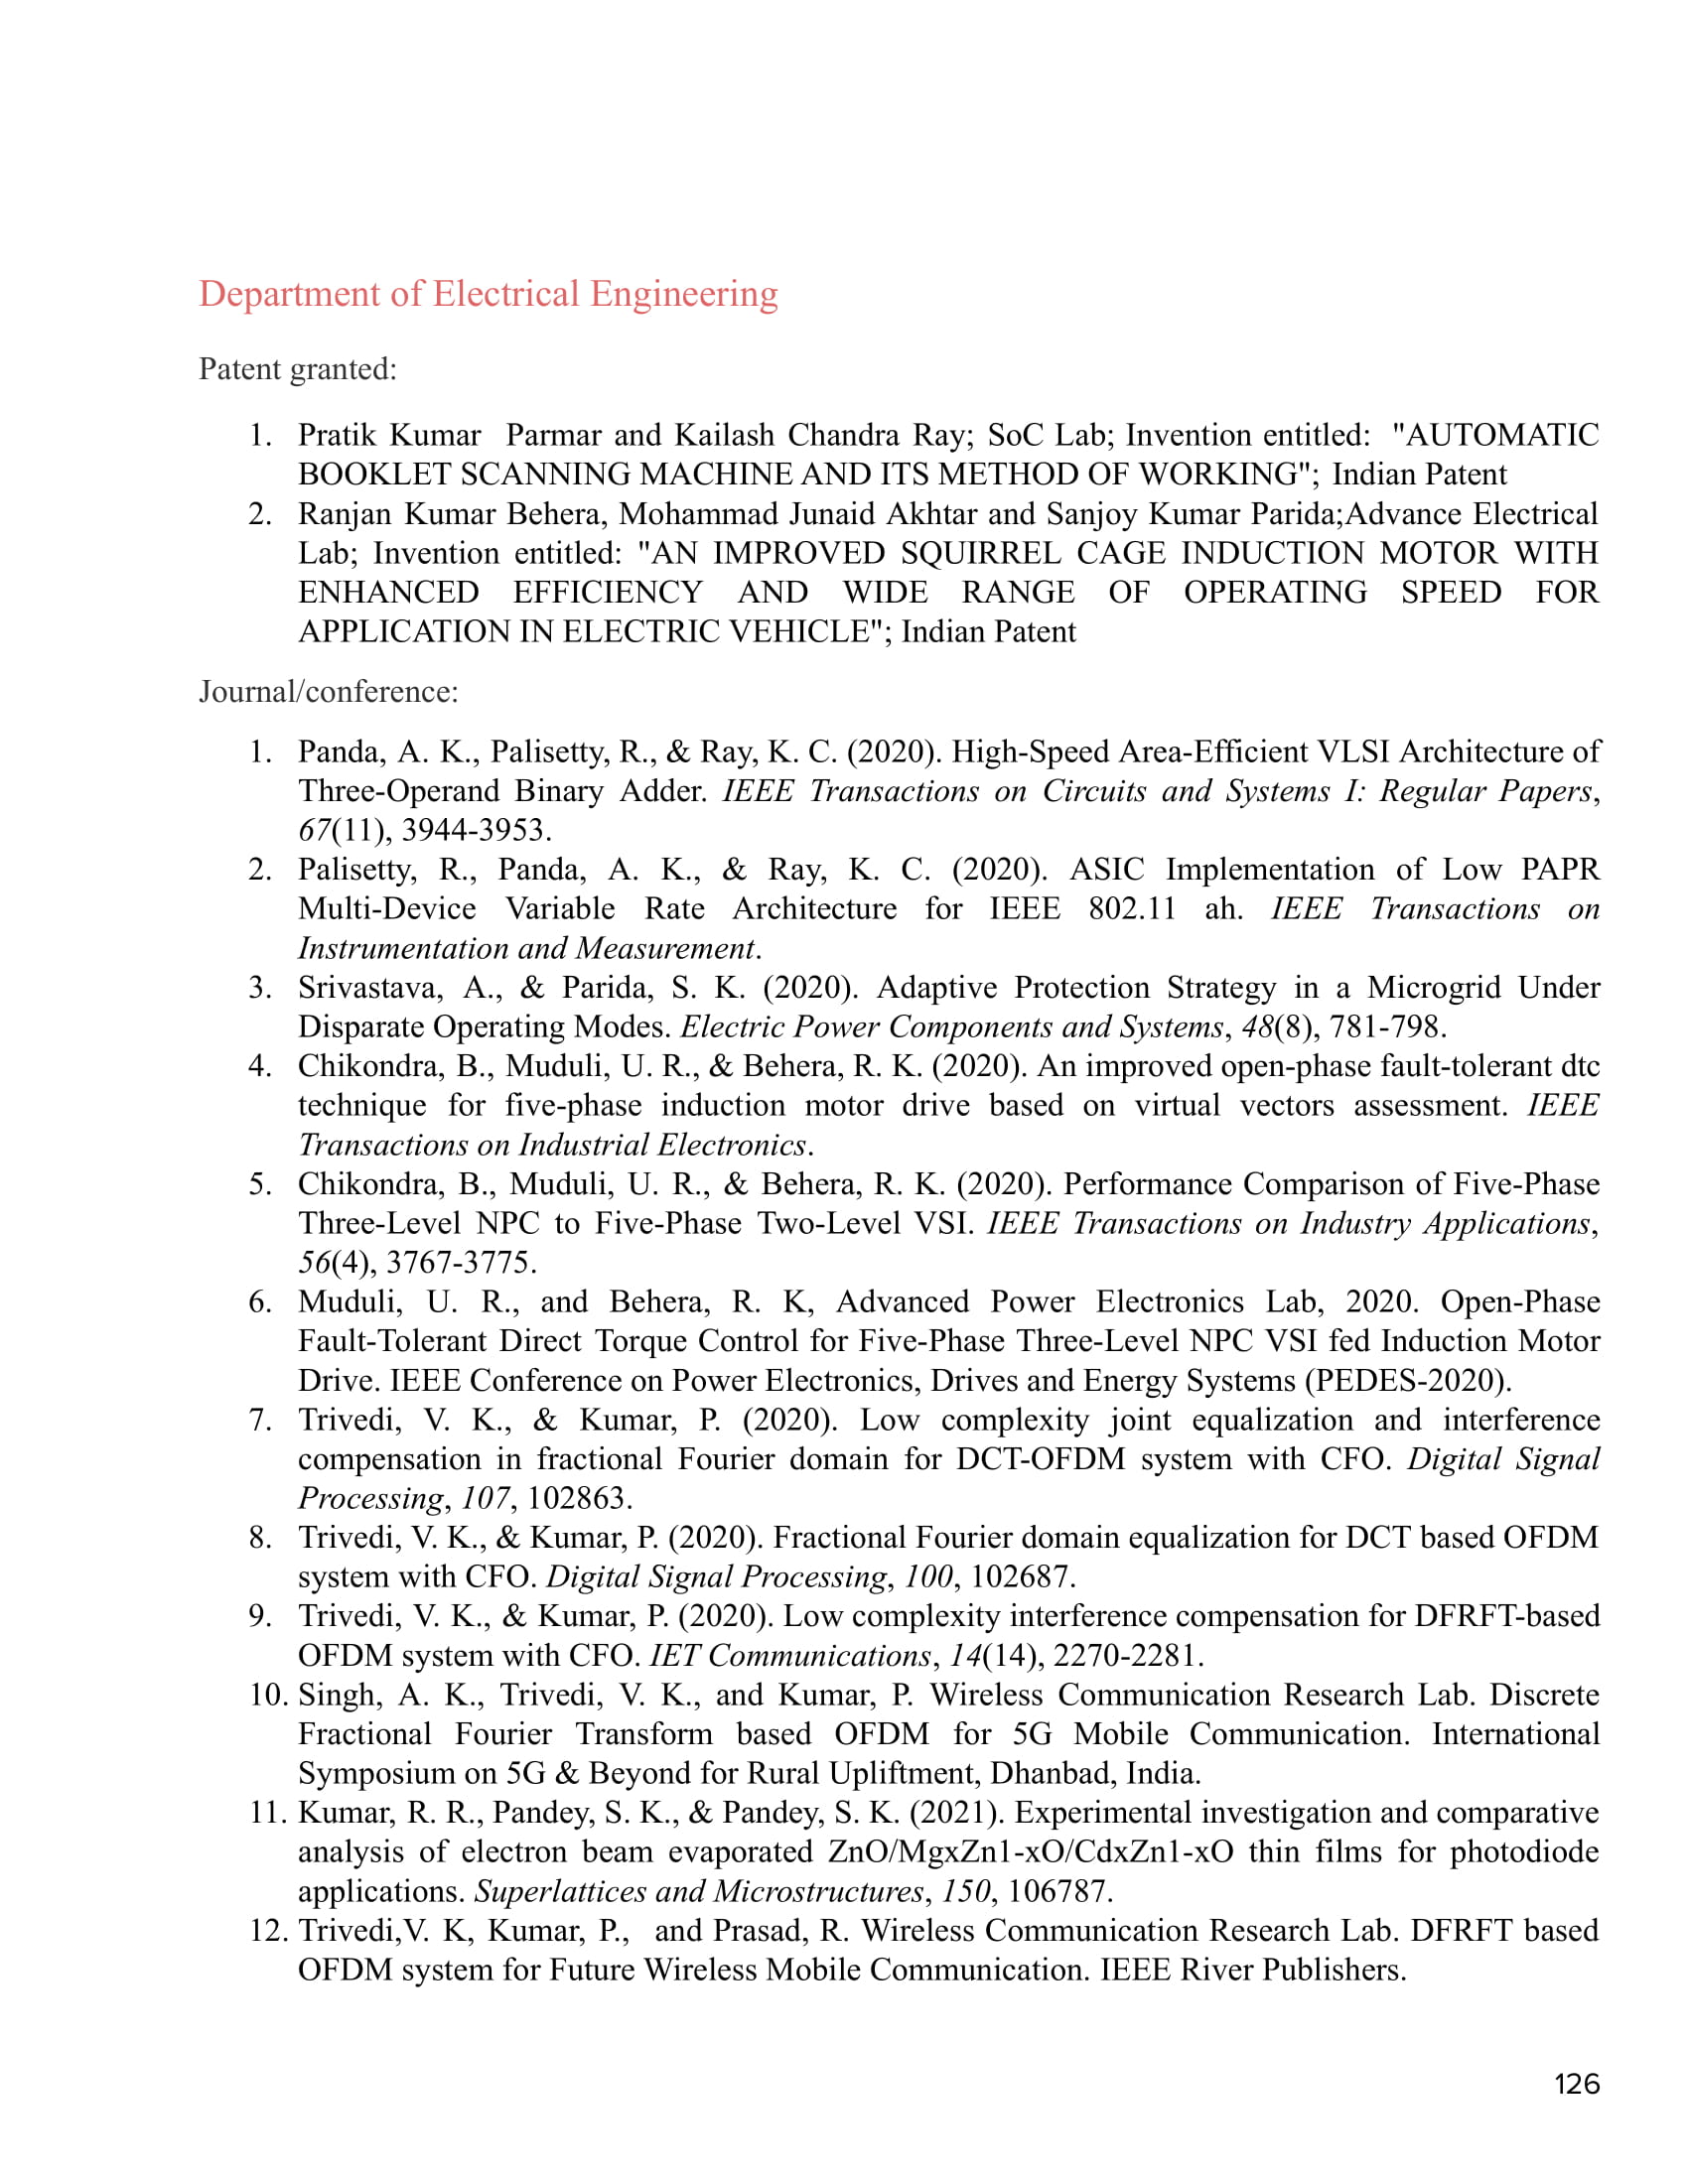 Department of Electrical Engineering
Patent granted:
1. Pratik Kumar Parmar and Kailash Chandra Ray; SoC Lab; Invention entitled: "AUTOMATIC
BOOKLET SCANNING MACHINE AND ITS METHOD OF WORKING"; Indian Patent
2. Ranjan Kumar Behera, Mohammad Junaid Akhtar and Sanjoy Kumar Parida;Advance Electrical
Lab; Invention entitled: "AN IMPROVED SQUIRREL CAGE INDUCTION MOTOR WITH
ENHANCED EFFICIENCY AND WIDE RANGE OF OPERATING SPEED FOR
APPLICATION IN ELECTRIC VEHICLE"; Indian Patent
Journal/conference:
1. Panda, A. K., Palisetty, R., & Ray, K. C. (2020). High-Speed Area-Efficient VLSI Architecture of
Three-Operand Binary Adder. IEEE Transactions on Circuits and Systems I: Regular Papers,
67(11), 3944-3953.
2. Palisetty, R., Panda, A. K., & Ray, K. C. (2020). ASIC Implementation of Low PAPR
Multi-Device Variable Rate Architecture for IEEE 802.11 ah. IEEE Transactions on
Instrumentation and Measurement.
3. Srivastava, A., & Parida, S. K. (2020). Adaptive Protection Strategy in a Microgrid Under
Disparate Operating Modes. Electric Power Components and Systems, 48(8), 781-798.
4. Chikondra, B., Muduli, U. R., & Behera, R. K. (2020). An improved open-phase fault-tolerant dtc
technique for five-phase induction motor drive based on virtual vectors assessment. IEEE
Transactions on Industrial Electronics.
5. Chikondra, B., Muduli, U. R., & Behera, R. K. (2020). Performance Comparison of Five-Phase
Three-Level NPC to Five-Phase Two-Level VSI. IEEE Transactions on Industry Applications,
56(4), 3767-3775.
6. Muduli, U. R., and Behera, R. K, Advanced Power Electronics Lab, 2020. Open-Phase
Fault-Tolerant Direct Torque Control for Five-Phase Three-Level NPC VSI fed Induction Motor
Drive. IEEE Conference on Power Electronics, Drives and Energy Systems (PEDES-2020).
7. Trivedi, V. K., & Kumar, P. (2020). Low complexity joint equalization and interference
compensation in fractional Fourier domain for DCT-OFDM system with CFO. Digital Signal
Processing, 107, 102863.
8. Trivedi, V. K., & Kumar, P. (2020). Fractional Fourier domain equalization for DCT based OFDM
system with CFO. Digital Signal Processing, 100, 102687.
9. Trivedi, V. K., & Kumar, P. (2020). Low complexity interference compensation for DFRFT-based
OFDM system with CFO. IET Communications, 14(14), 2270-2281.
10. Singh, A. K., Trivedi, V. K., and Kumar, P. Wireless Communication Research Lab. Discrete
Fractional Fourier Transform based OFDM for 5G Mobile Communication. International
Symposium on 5G & Beyond for Rural Upliftment, Dhanbad, India.
11. Kumar, R. R., Pandey, S. K., & Pandey, S. K. (2021). Experimental investigation and comparative
analysis of electron beam evaporated ZnO/MgxZn1-xO/CdxZn1-xO thin films for photodiode
applications. Superlattices and Microstructures, 150, 106787.
12. Trivedi,V. K, Kumar, P., and Prasad, R. Wireless Communication Research Lab. DFRFT based
OFDM system for Future Wireless Mobile Communication. IEEE River Publishers.
126